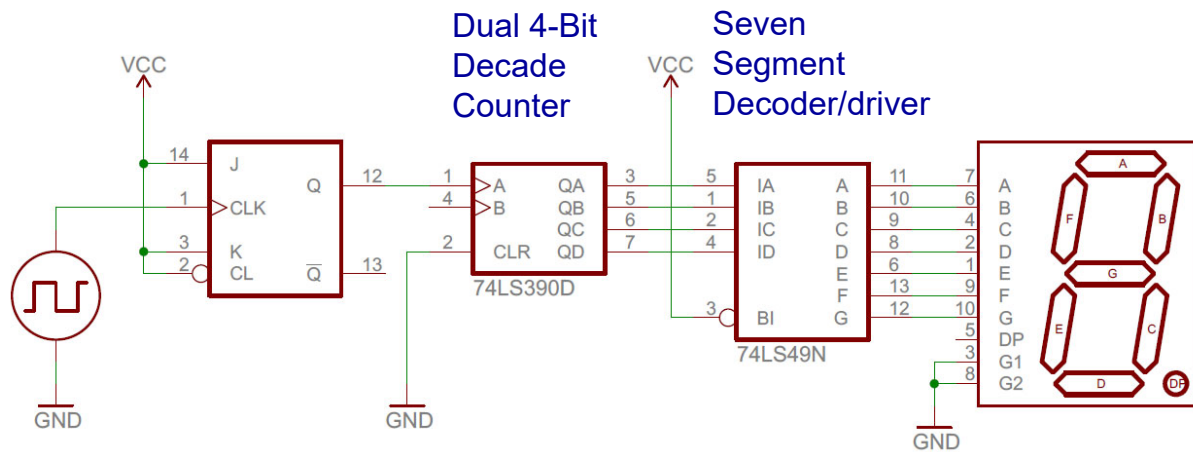 Dual 4-Bit
Decade
Counter
Seven
Segment
Decoder/driver
VCC
14 J
1 CLK
3 K
2 CL
Q 12
Q̅ 13
GND
1 A QA 3
4 B QB 5
QC 6
2 CLR QD 7
74LS390D
GND
VCC
5 IA A 11
1 IB B 10
2 IC C 9
4 ID D 8
E 6
F 13
3 BI G 12
74LS49N
7 A
6 B
4 C
2 D
1 E
9 F
10 G
5 DP
3 G1
8 G2
GND
A
F B
G
E C
D DP